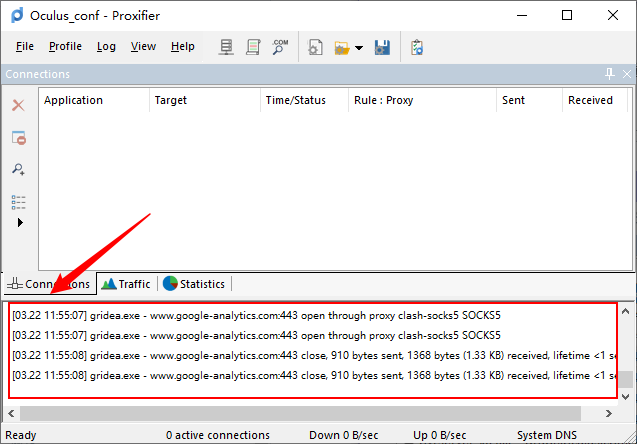 Oculus_conf - Proxifier
File Profile Log View Help .COM
Connections
Application Target Time/Status Rule : Proxy Sent Received
Connections Traffic Statistics
[03.22 11:55:07] gridea.exe - www.google-analytics.com:443 open through proxy clash-socks5 SOCKS5
[03.22 11:55:07] gridea.exe - www.google-analytics.com:443 open through proxy clash-socks5 SOCKS5
[03.22 11:55:08] gridea.exe - www.google-analytics.com:443 close, 910 bytes sent, 1368 bytes (1.33 KB) received, lifetime <1 se
[03.22 11:55:08] gridea.exe - www.google-analytics.com:443 close, 910 bytes sent, 1368 bytes (1.33 KB) received, lifetime <1 se
Ready 0 active connections Down 0 B/sec Up 0 B/sec System DNS